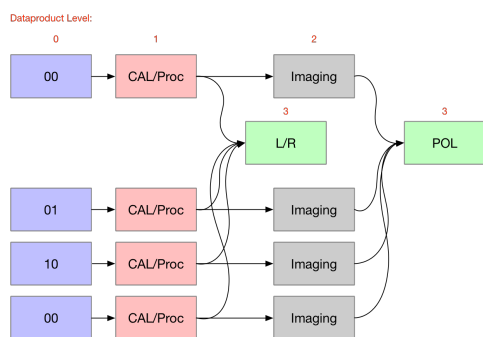 Dataproduct Level:
0 1 2
00 CAL/Proc Imaging
3 3
L/R POL
01 CAL/Proc Imaging
10 CAL/Proc Imaging
00 CAL/Proc Imaging